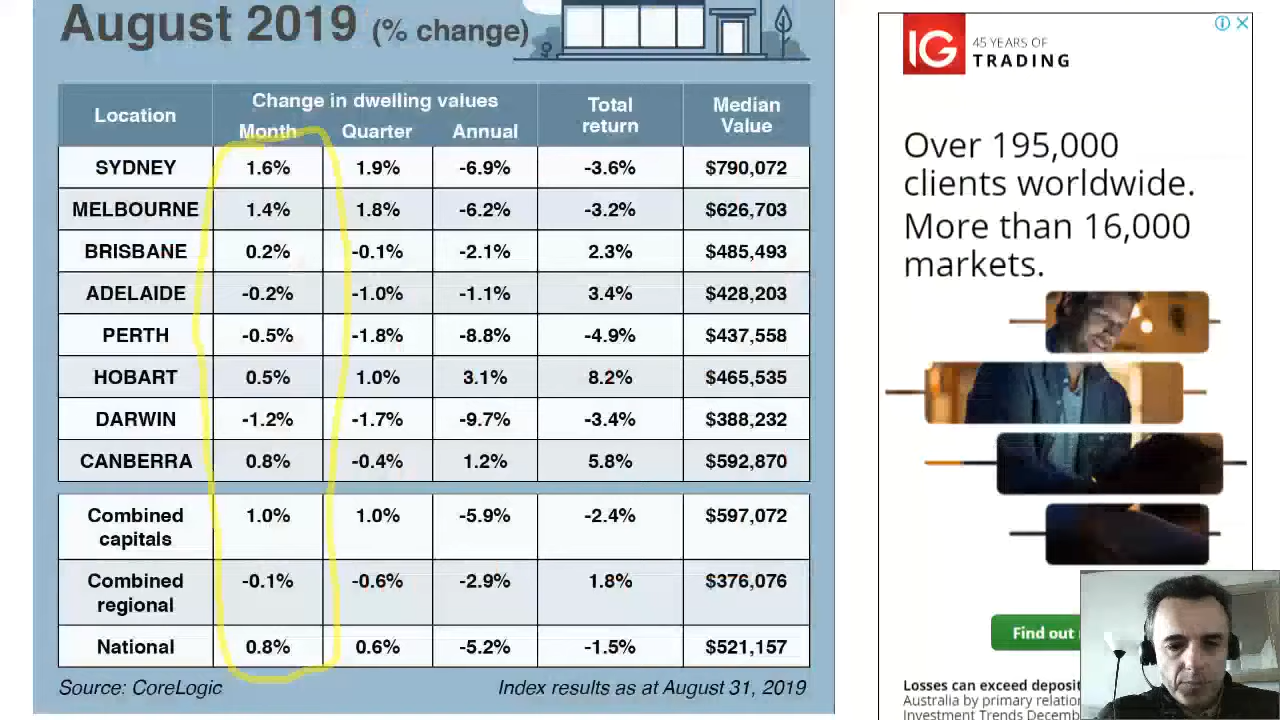 August 2019 (% change)
Location
Change in dwelling values
Month Quarter Annual
Total
return
Median
Value
SYDNEY 1.6% 1.9% -6.9% -3.6% $790,072
MELBOURNE 1.4% 1.8% -6.2% -3.2% $626,703
BRISBANE 0.2% -0.1% -2.1% 2.3% $485,493
ADELAIDE -0.2% -1.0% -1.1% 3.4% $428,203
PERTH -0.5% -1.8% -8.8% -4.9% $437,558
HOBART 0.5% 1.0% 3.1% 8.2% $465,535
DARWIN -1.2% -1.7% -9.7% -3.4% $388,232
CANBERRA 0.8% -0.4% 1.2% 5.8% $592,870
Combined
capitals
1.0% 1.0% -5.9% -2.4% $597,072
Combined
regional
-0.1% -0.6% -2.9% 1.8% $376,076
National 0.8% 0.6% -5.2% -1.5% $521,157
Source: CoreLogic
Index results as at August 31, 2019
IG
45 YEARS OF
TRADING
Over 195,000
clients worldwide.
More than 16,000
markets.
Find out
Losses can exceed deposit
Australia by primary relation
Investment Trends Decemb